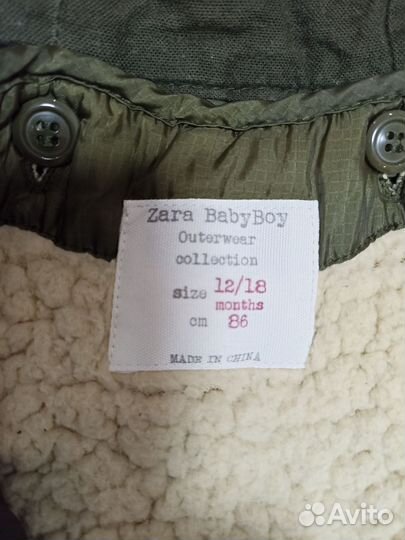 Zara BabyBoy
Outerwear
collection
size 12/18
months
cm 86
MADE IN CHINA
Avito